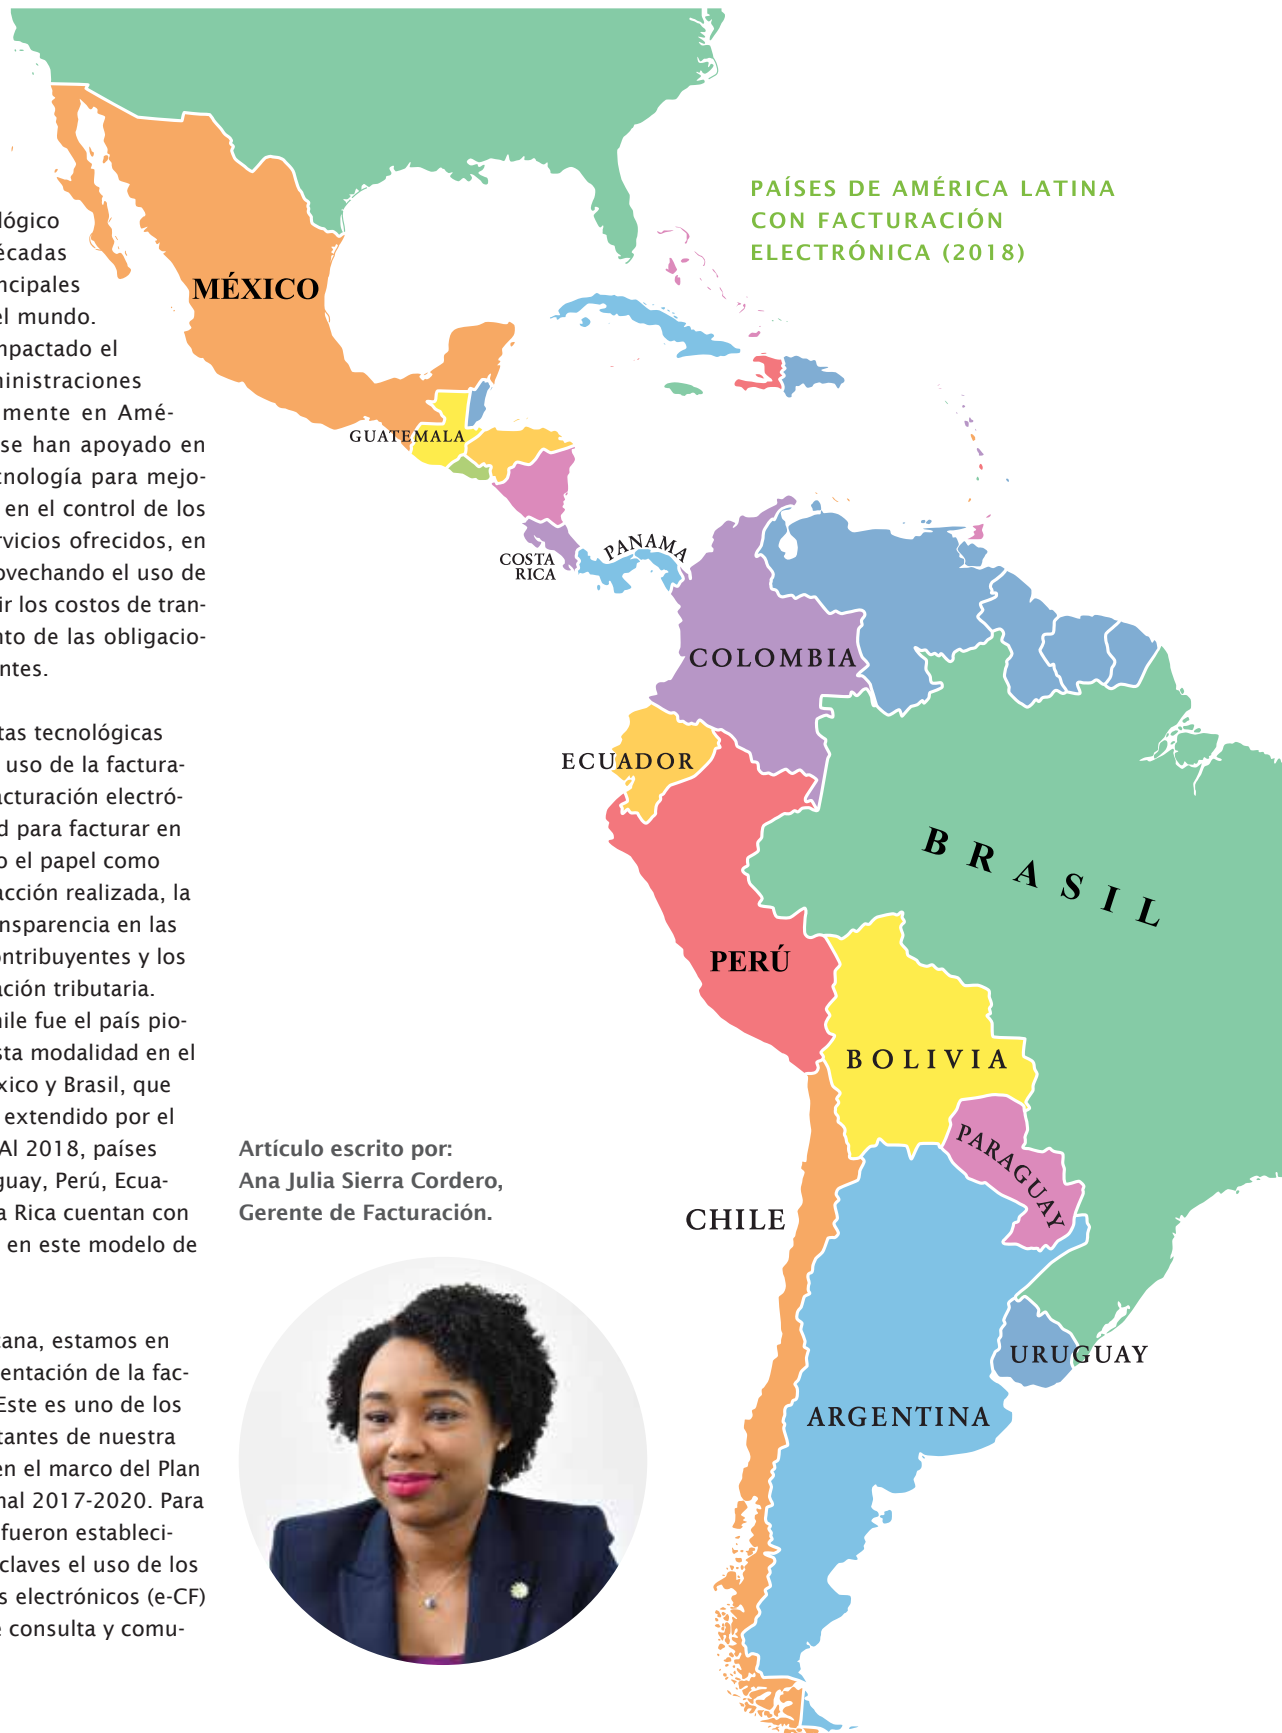 lógico
écadas
ncipales
el mundo.
mpactado el
ninistraciones
mente en Amé-
se han apoyado en
cnología para mejo-
en el control de los
rvicios ofrecidos, en
ovechando el uso de
ir los costos de tran-
nto de las obligacio-
ntes.
tas tecnológicas
uso de la factura-
acturación electró-
d para facturar en
o el papel como
acción realizada, la
nsparencia en las
ontribuyentes y los
ación tributaria.
hile fue el país pio-
sta modalidad en el
xico y Brasil, que
extendido por el
Al 2018, países
guay, Perú, Ecua-
a Rica cuentan con
en este modelo de
cana, estamos en
entación de la fac-
Este es uno de los
tantes de nuestra
en el marco del Plan
nal 2017-2020. Para
fueron estableci-
claves el uso de los
s electrónicos (e-CF)
e consulta y comu-
Artículo escrito por:
Ana Julia Sierra Cordero,
Gerente de Facturación.
PAÍSES DE AMÉRICA LATINA
CON FACTURACIÓN
ELECTRÓNICA (2018)
MÉXICO
GUATEMALA
COSTA
RICA
PANAMA
COLOMBIA
ECUADOR
BRASIL
PERÚ
BOLIVIA
PARAGUAY
CHILE
URUGUAY
ARGENTINA